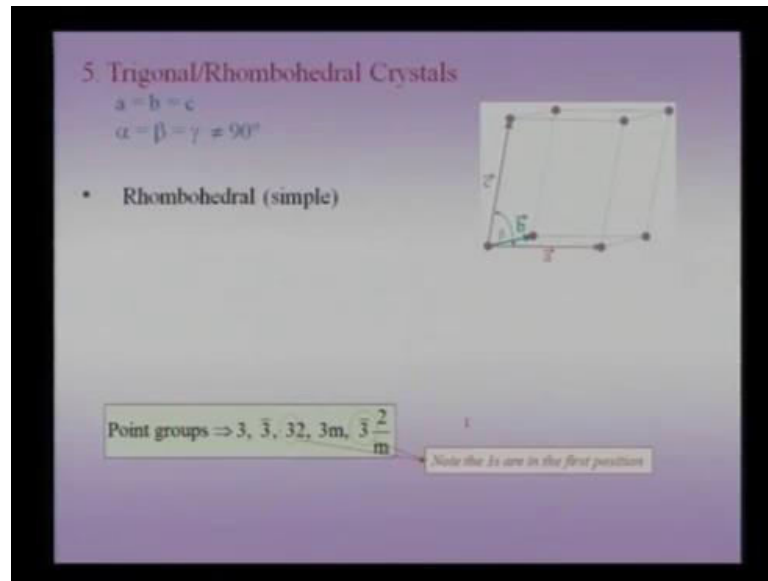 5. Trigonal/Rhombohedral Crystals
a = b = c
α = β = γ ≠ 90°
• Rhombohedral (simple)
c⃗
b⃗
a⃗
Point groups ⇒ 3, 3̅, 32, 3m, 3̅ 2/m
Note the 3s are in the first position